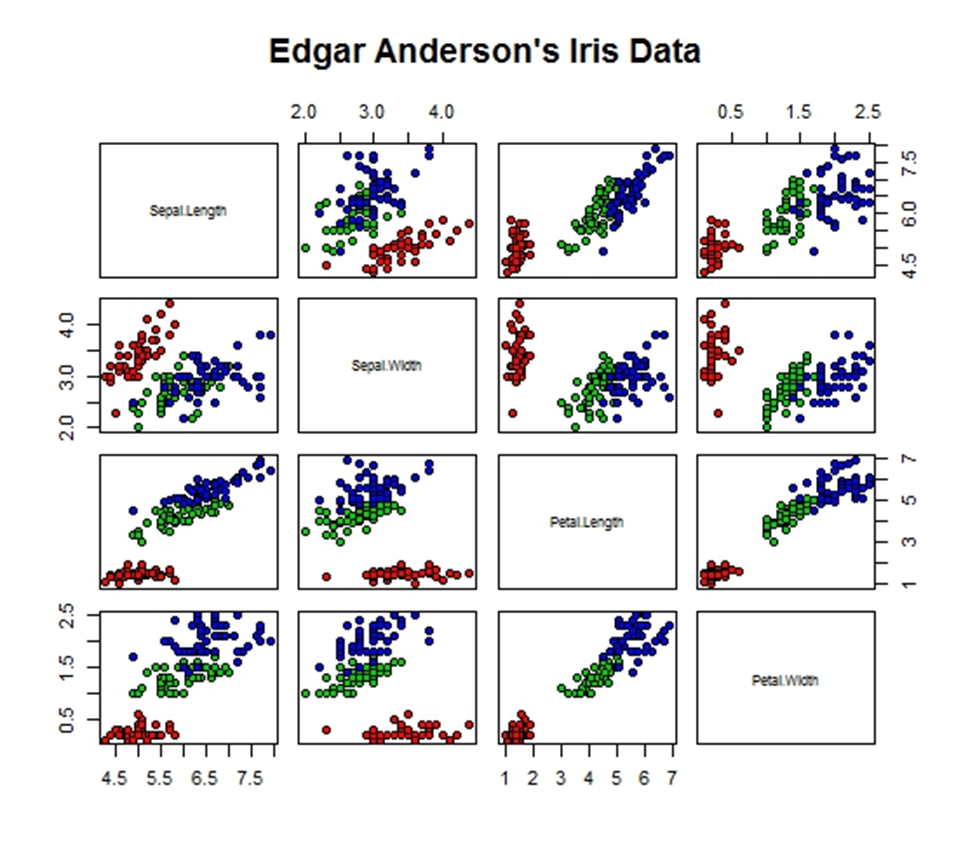 Edgar Anderson's Iris Data
2.0 3.0 4.0
0.5 1.5 2.5
Sepal.Length
4.5 6.0 7.5
2.0 3.0 4.0
Sepal.Width
Petal.Length
1 3 5 7
0.5 1.5 2.5
Petal.Width
4.5 5.5 6.5 7.5
1 2 3 4 5 6 7